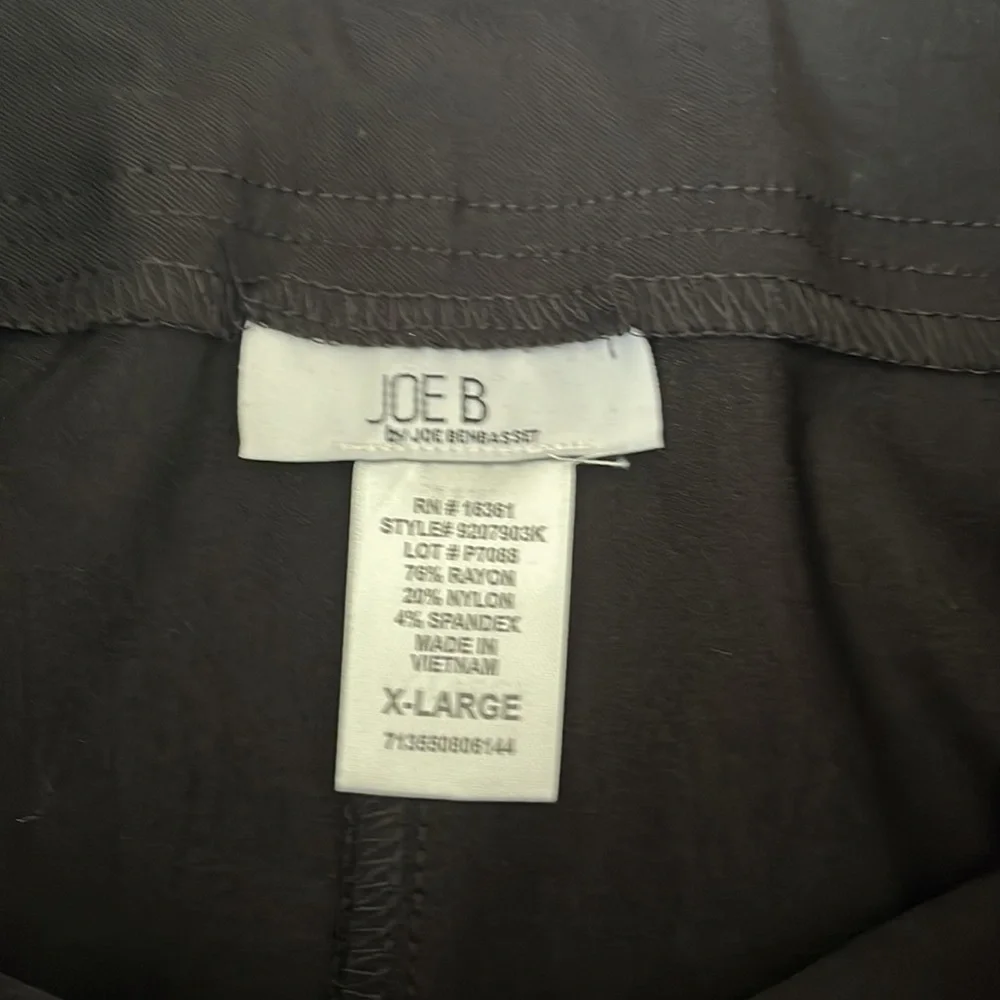 JOE B
by JOE BENBASSET
RN # 16361
STYLE# 9207903K
LOT # P7088
76% RAYON
20% NYLON
4% SPANDEX
MADE IN
VIETNAM
X-LARGE
713550806144